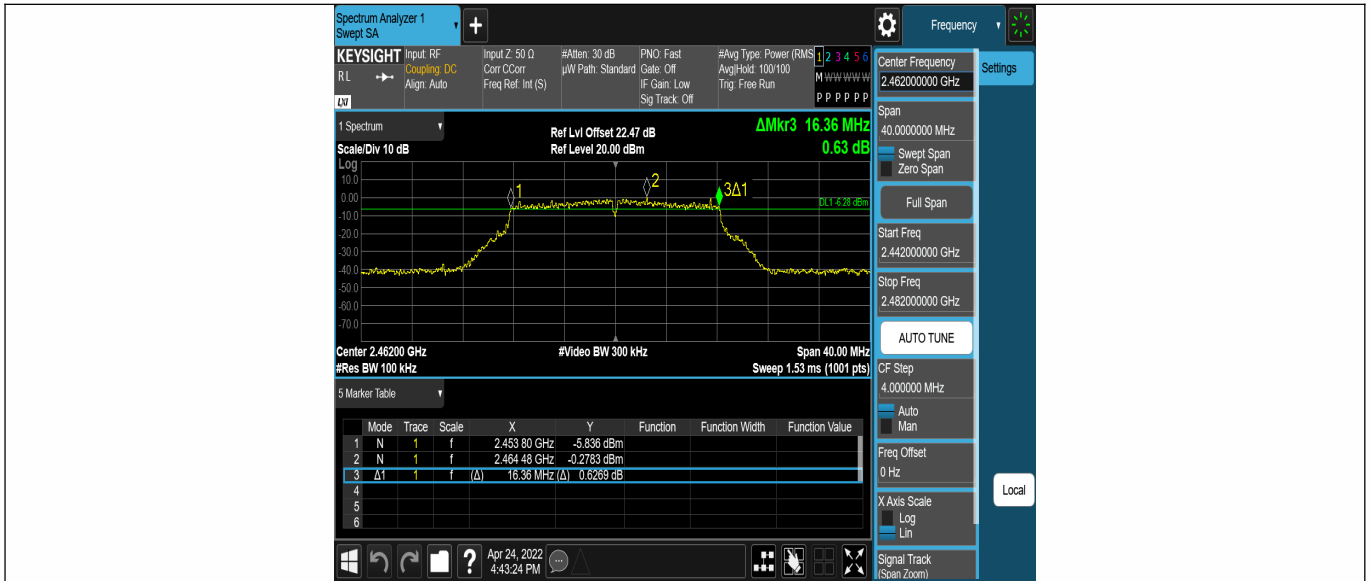 Spectrum Analyzer 1
Swept SA
+
Frequency
KEYSIGHT
R L
LXI
Input: RF
Coupling: DC
Align: Auto
Input Z: 50 Ω
Corr CCorr
Freq Ref: Int (S)
#Atten: 30 dB
µW Path: Standard
PNO: Fast
Gate: Off
IF Gain: Low
Sig Track: Off
#Avg Type: Power (RMS
Avg|Hold: 100/100
Trig: Free Run
1 2 3 4 5 6
M W W W W W
P P P P P P
Center Frequency
2.462000000 GHz
Settings
Span
40.0000000 MHz
Swept Span
Zero Span
Full Span
Start Freq
2.442000000 GHz
Stop Freq
2.482000000 GHz
AUTO TUNE
CF Step
4.000000 MHz
Auto
Man
Freq Offset
0 Hz
X Axis Scale
Log
Lin
Signal Track
(Span Zoom)
Local
1 Spectrum
Scale/Div 10 dB
Ref Lvl Offset 22.47 dB
Ref Level 20.00 dBm
ΔMkr3 16.36 MHz
0.63 dB
Log
10.0
0.00
-10.0
-20.0
-30.0
-40.0
-50.0
-60.0
-70.0
1
2
3Δ1
DL1 -6.28 dBm
Center 2.46200 GHz
#Video BW 300 kHz
Span 40.00 MHz
#Res BW 100 kHz
Sweep 1.53 ms (1001 pts)
5 Marker Table
Mode Trace Scale X Y Function Function Width Function Value
1 N 1 f 2.453 80 GHz -5.836 dBm
2 N 1 f 2.464 48 GHz -0.2783 dBm
3 Δ1 1 f (Δ) 16.36 MHz (Δ) 0.6269 dB
4
5
6
?
Apr 24, 2022
4:43:24 PM